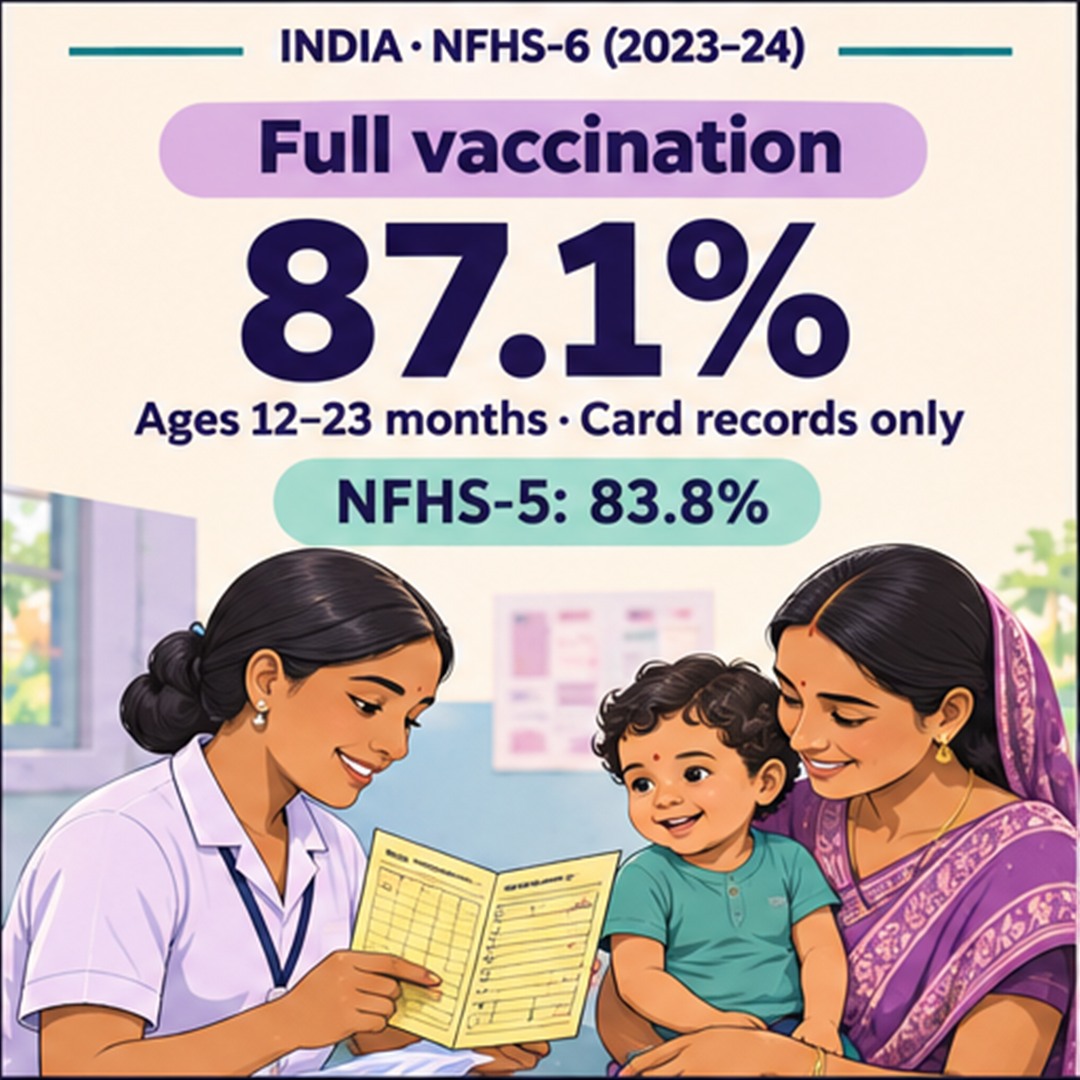 INDIA · NFHS-6 (2023–24)
Full vaccination
87.1%
Ages 12–23 months · Card records only
NFHS-5: 83.8%